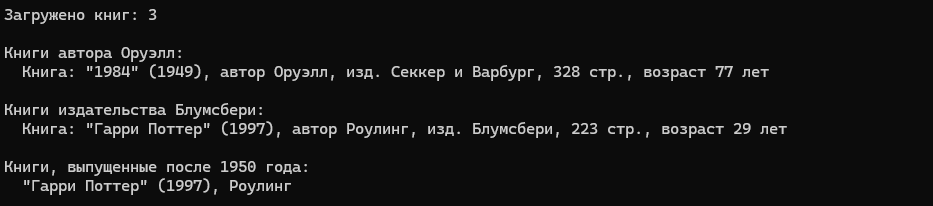 Загружено книг: 3
Книги автора Оруэлл:
Книга: "1984" (1949), автор Оруэлл, изд. Секкер и Варбург, 328 стр., возраст 77 лет
Книги издательства Блумсбери:
Книга: "Гарри Поттер" (1997), автор Роулинг, изд. Блумсбери, 223 стр., возраст 29 лет
Книги, выпущенные после 1950 года:
"Гарри Поттер" (1997), Роулинг